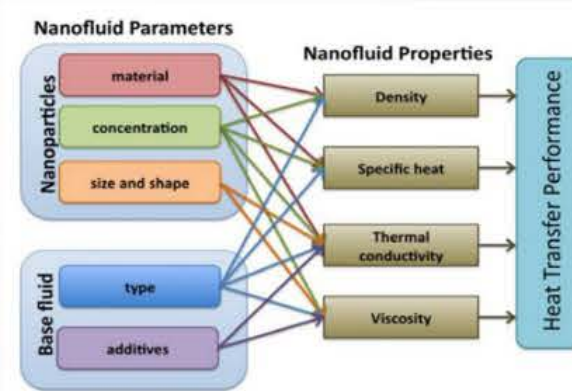 Nanofluid Parameters
Nanoparticles
material
concentration
size and shape
Base fluid
type
additives
Nanofluid Properties
Density
Specific heat
Thermal
conductivity
Viscosity
Heat Transfer Performance